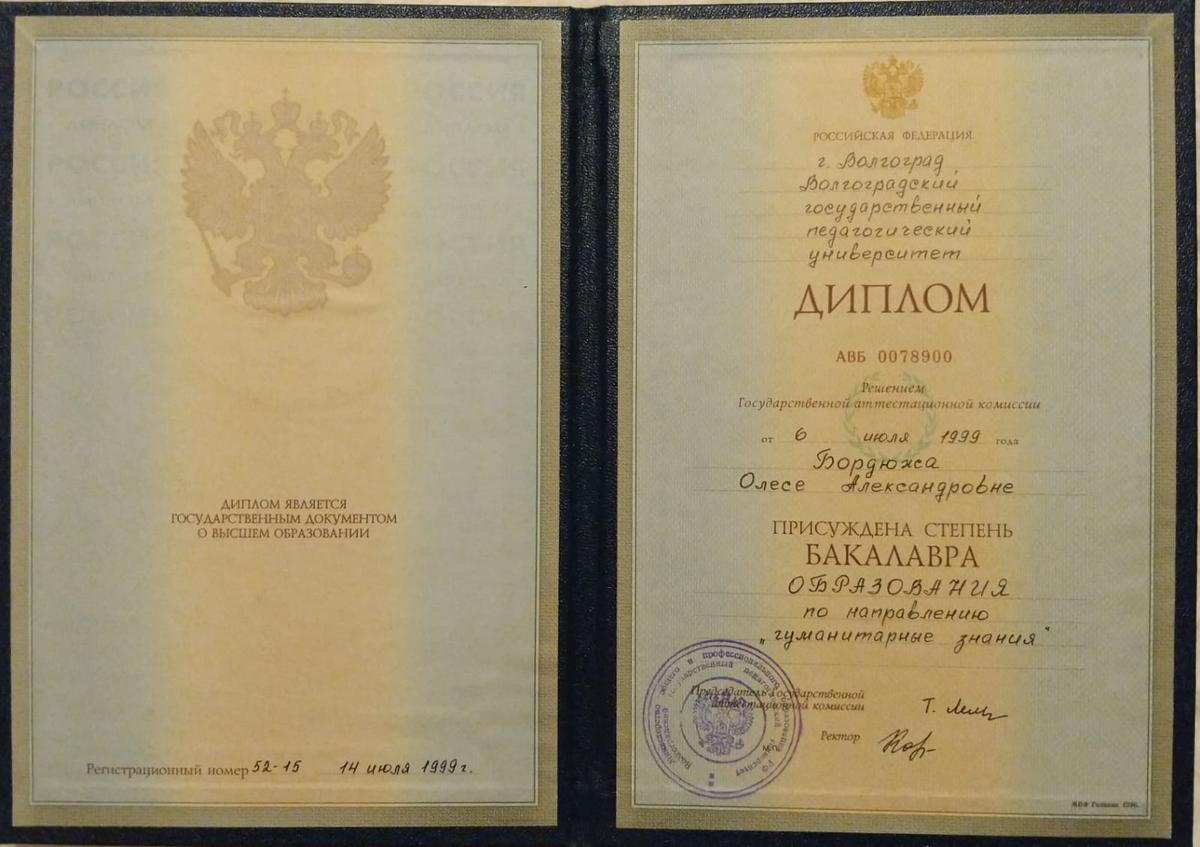 ДИПЛОМ ЯВЛЯЕТСЯ
ГОСУДАРСТВЕННЫМ ДОКУМЕНТОМ
О ВЫСШЕМ ОБРАЗОВАНИИ
Регистрационный номер 52-15 14 июля 1999 г.
РОССИЙСКАЯ ФЕДЕРАЦИЯ
г. Волгоград
Волгоградский
государственный
педагогический
университет
ДИПЛОМ
АВБ 0078900
Решением
Государственной аттестационной комиссии
от 6 июля 1999 года
Бордюжа
Олесе Александровне
ПРИСУЖДЕНА СТЕПЕНЬ
БАКАЛАВРА
ОБРАЗОВАНИЯ
по направлению
„гуманитарные знания"
Председатель Государственной
аттестационной комиссии
Ректор
М.П.